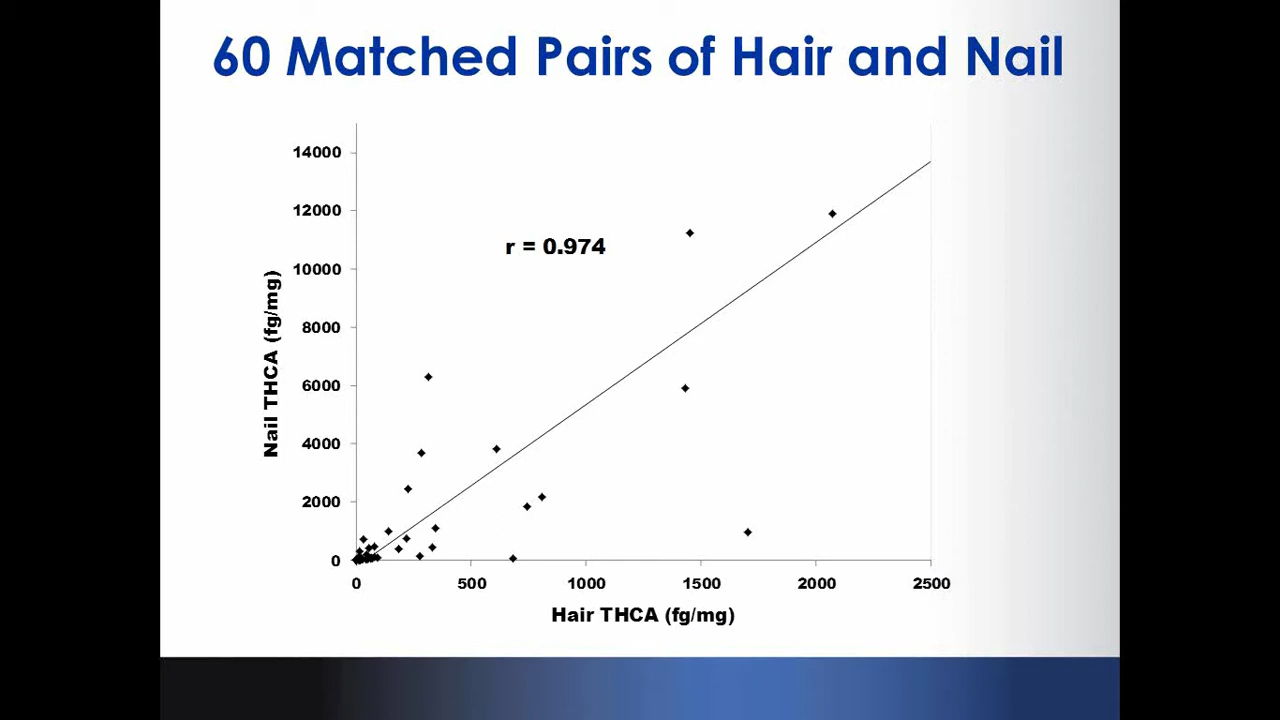 60 Matched Pairs of Hair and Nail
14000
12000
r = 0.974
10000
8000
6000
4000
2000
0
Nail THCA (fg/mg)
0 500 1000 1500 2000 2500
Hair THCA (fg/mg)